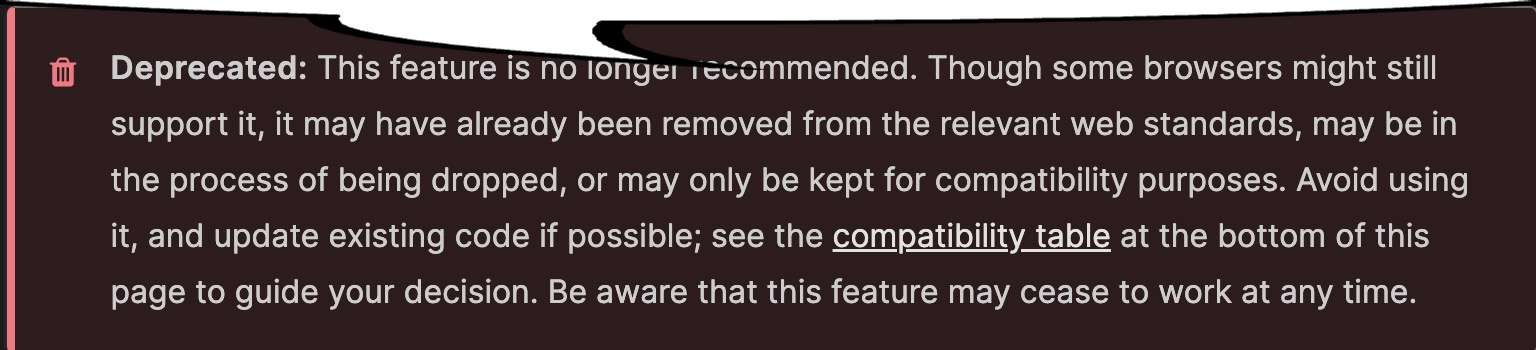 Deprecated: This feature is no longer recommended. Though some browsers might still
support it, it may have already been removed from the relevant web standards, may be in
the process of being dropped, or may only be kept for compatibility purposes. Avoid using
it, and update existing code if possible; see the compatibility table at the bottom of this
page to guide your decision. Be aware that this feature may cease to work at any time.